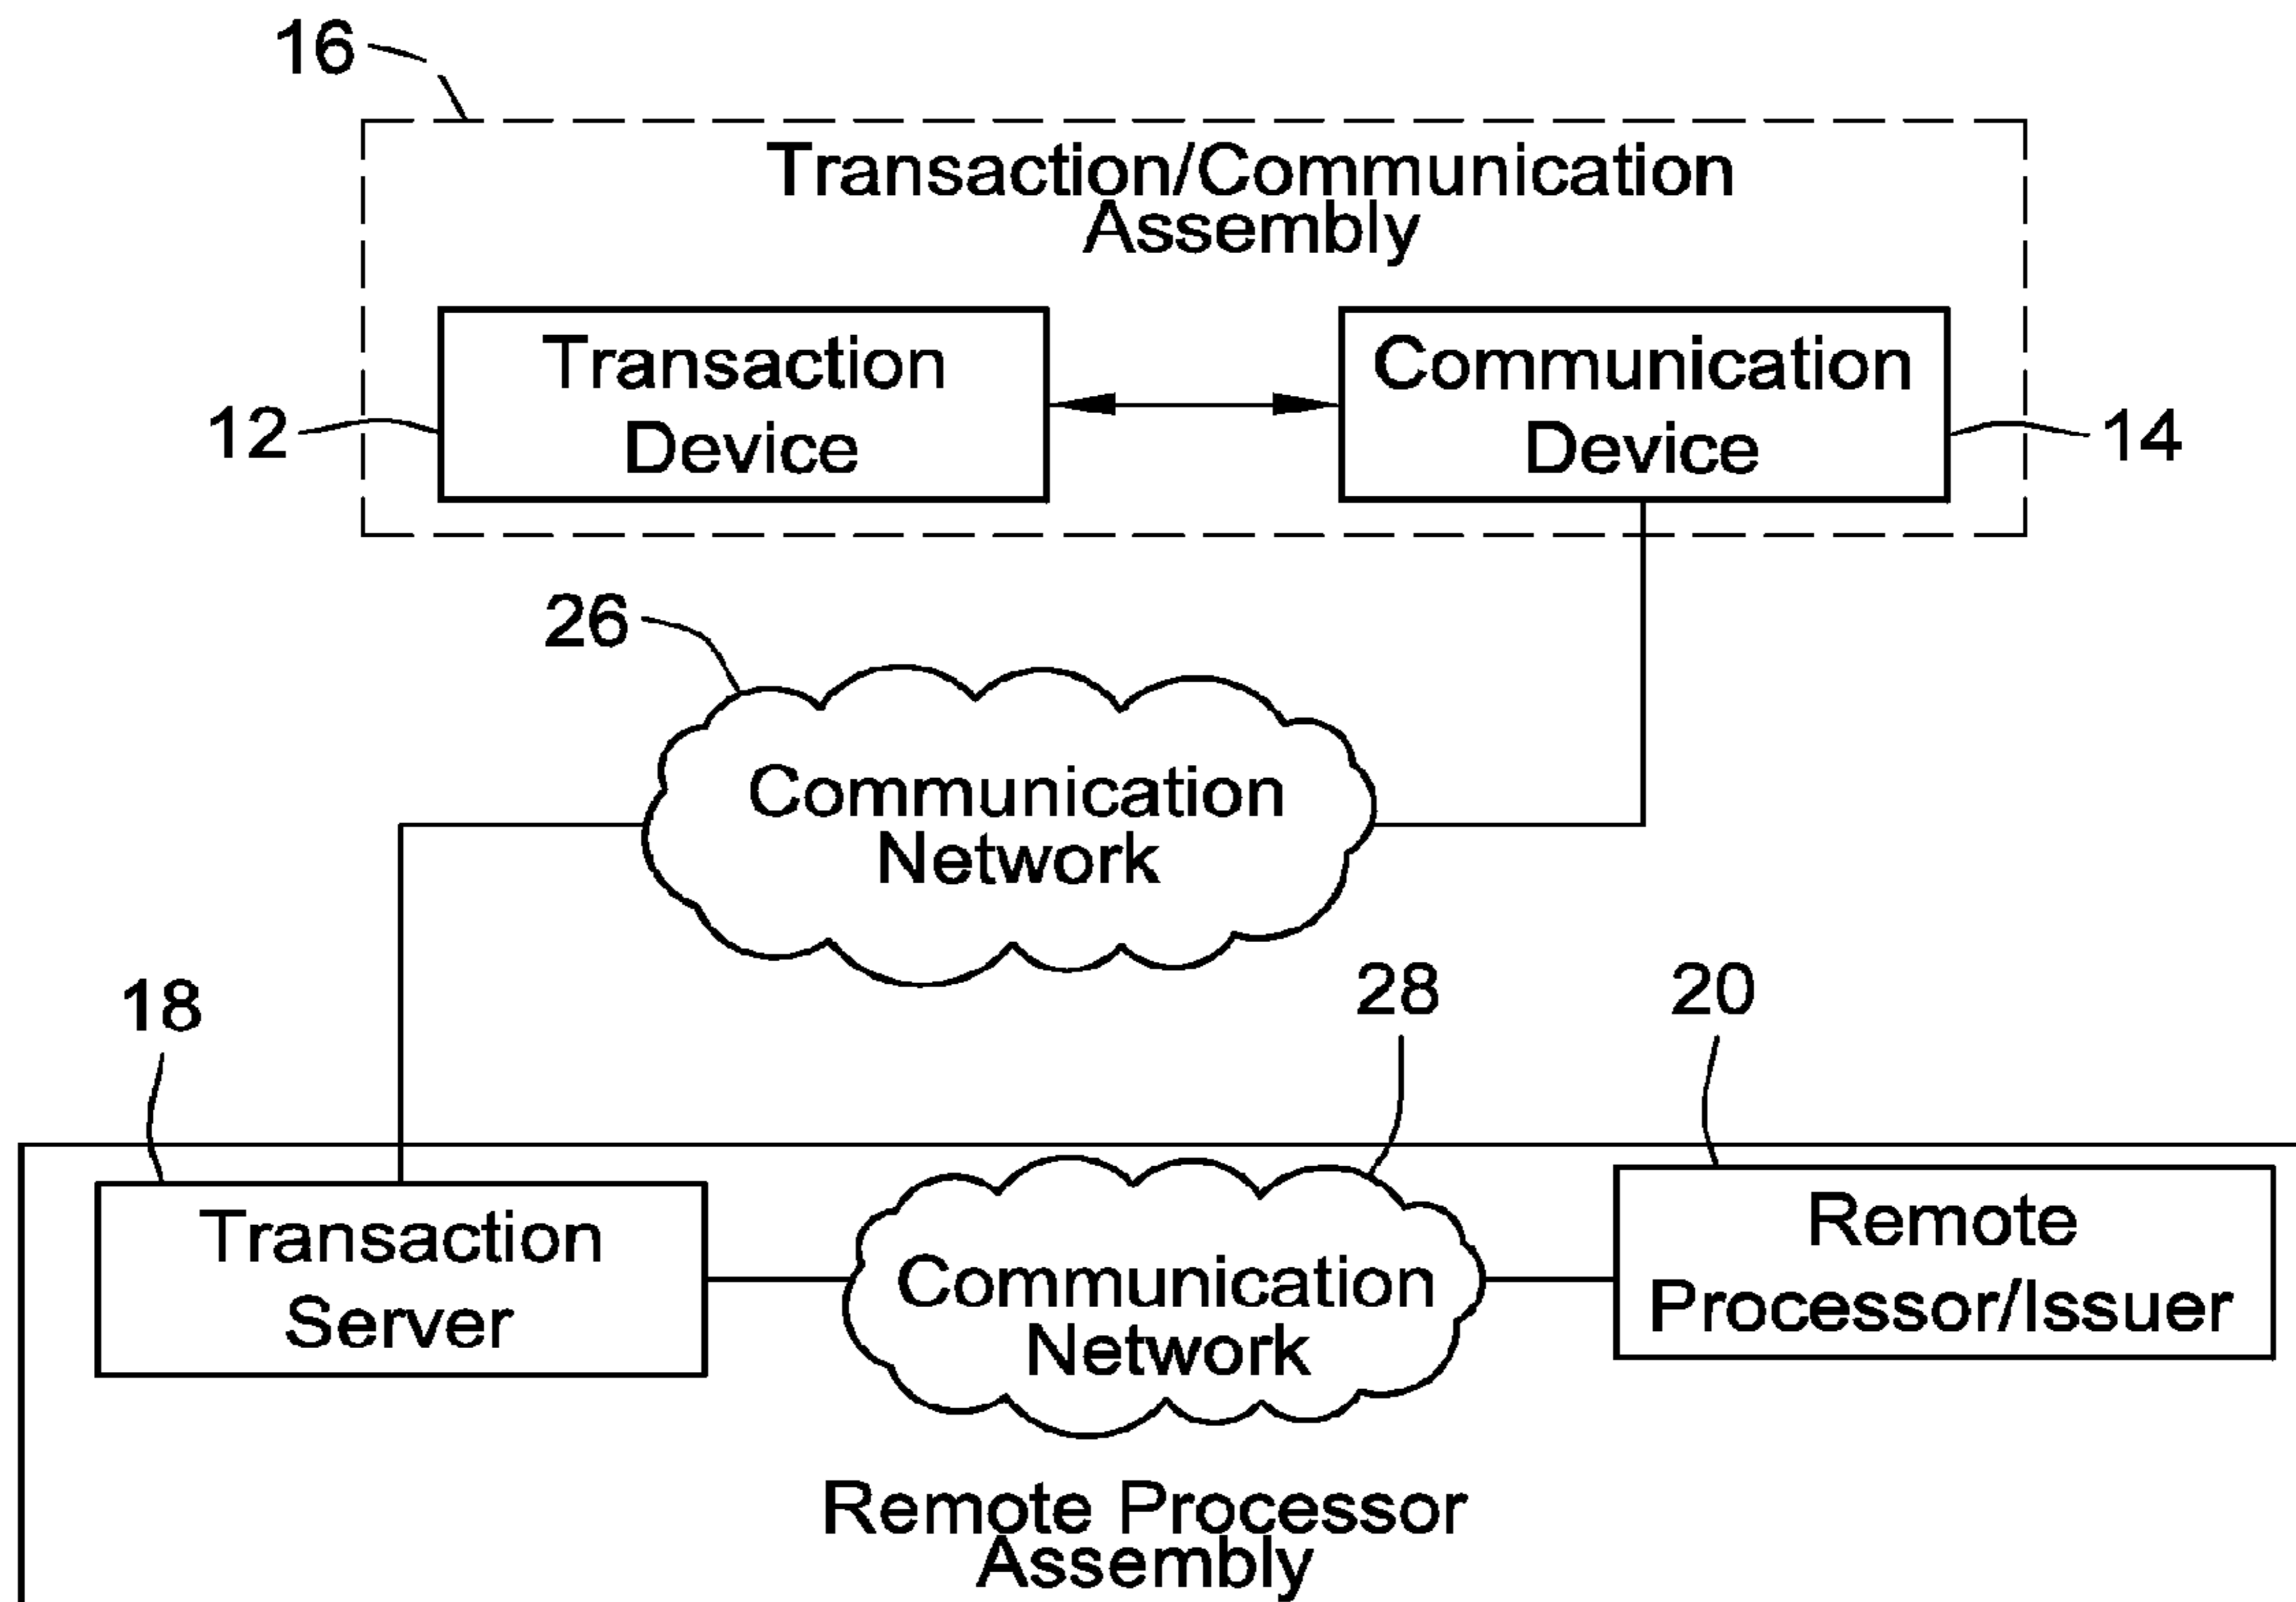 16
Transaction/Communication
Assembly
Transaction
Device
Communication
Device
12
14
26
Communication
Network
18
28
20
Transaction
Server
Communication
Network
Remote
Processor/Issuer
Remote Processor
Assembly